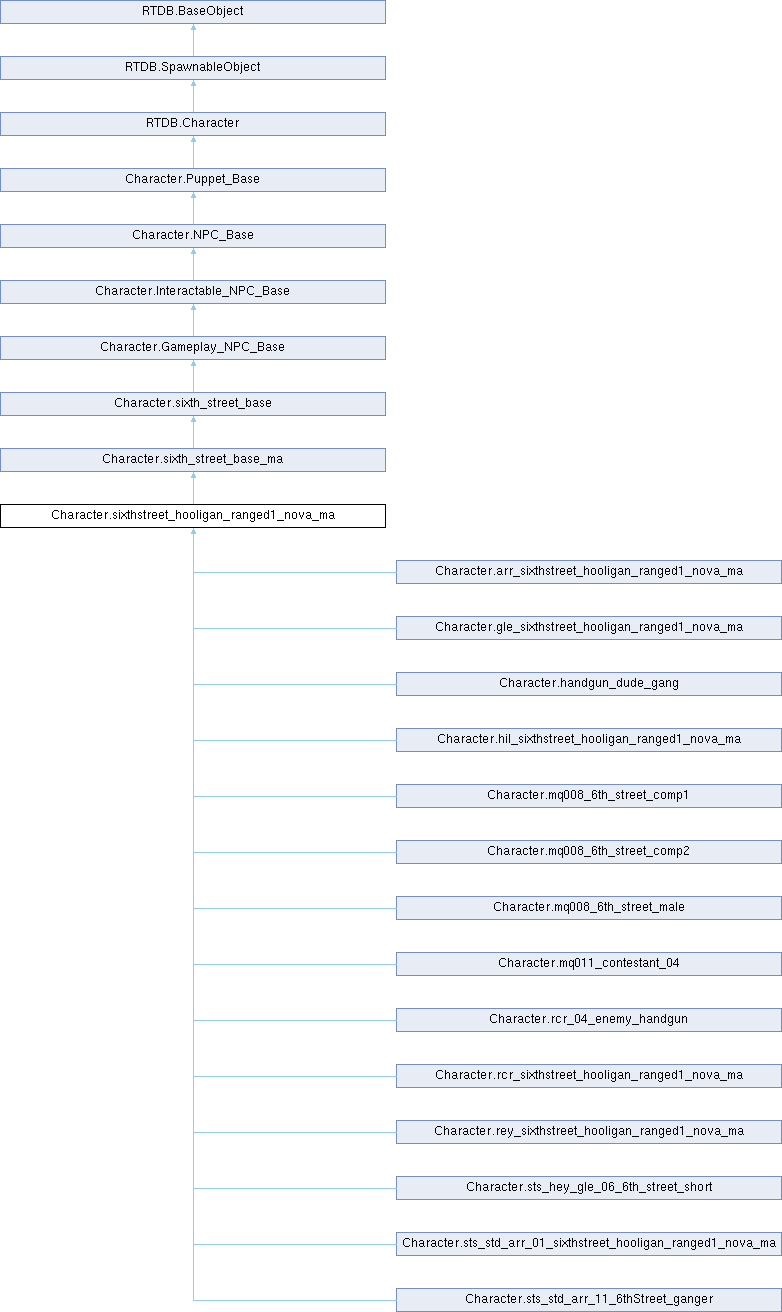 RTDB.BaseObject
RTDB.SpawnableObject
RTDB.Character
Character.Puppet_Base
Character.NPC_Base
Character.Interactable_NPC_Base
Character.Gameplay_NPC_Base
Character.sixth_street_base
Character.sixth_street_base_ma
Character.sixthstreet_hooligan_ranged1_nova_ma
Character.arr_sixthstreet_hooligan_ranged1_nova_ma
Character.gle_sixthstreet_hooligan_ranged1_nova_ma
Character.handgun_dude_gang
Character.hil_sixthstreet_hooligan_ranged1_nova_ma
Character.mq008_6th_street_comp1
Character.mq008_6th_street_comp2
Character.mq008_6th_street_male
Character.mq011_contestant_04
Character.rcr_04_enemy_handgun
Character.rcr_sixthstreet_hooligan_ranged1_nova_ma
Character.rey_sixthstreet_hooligan_ranged1_nova_ma
Character.sts_hey_gle_06_6th_street_short
Character.sts_std_arr_01_sixthstreet_hooligan_ranged1_nova_ma
Character.sts_std_arr_11_6thStreet_ganger